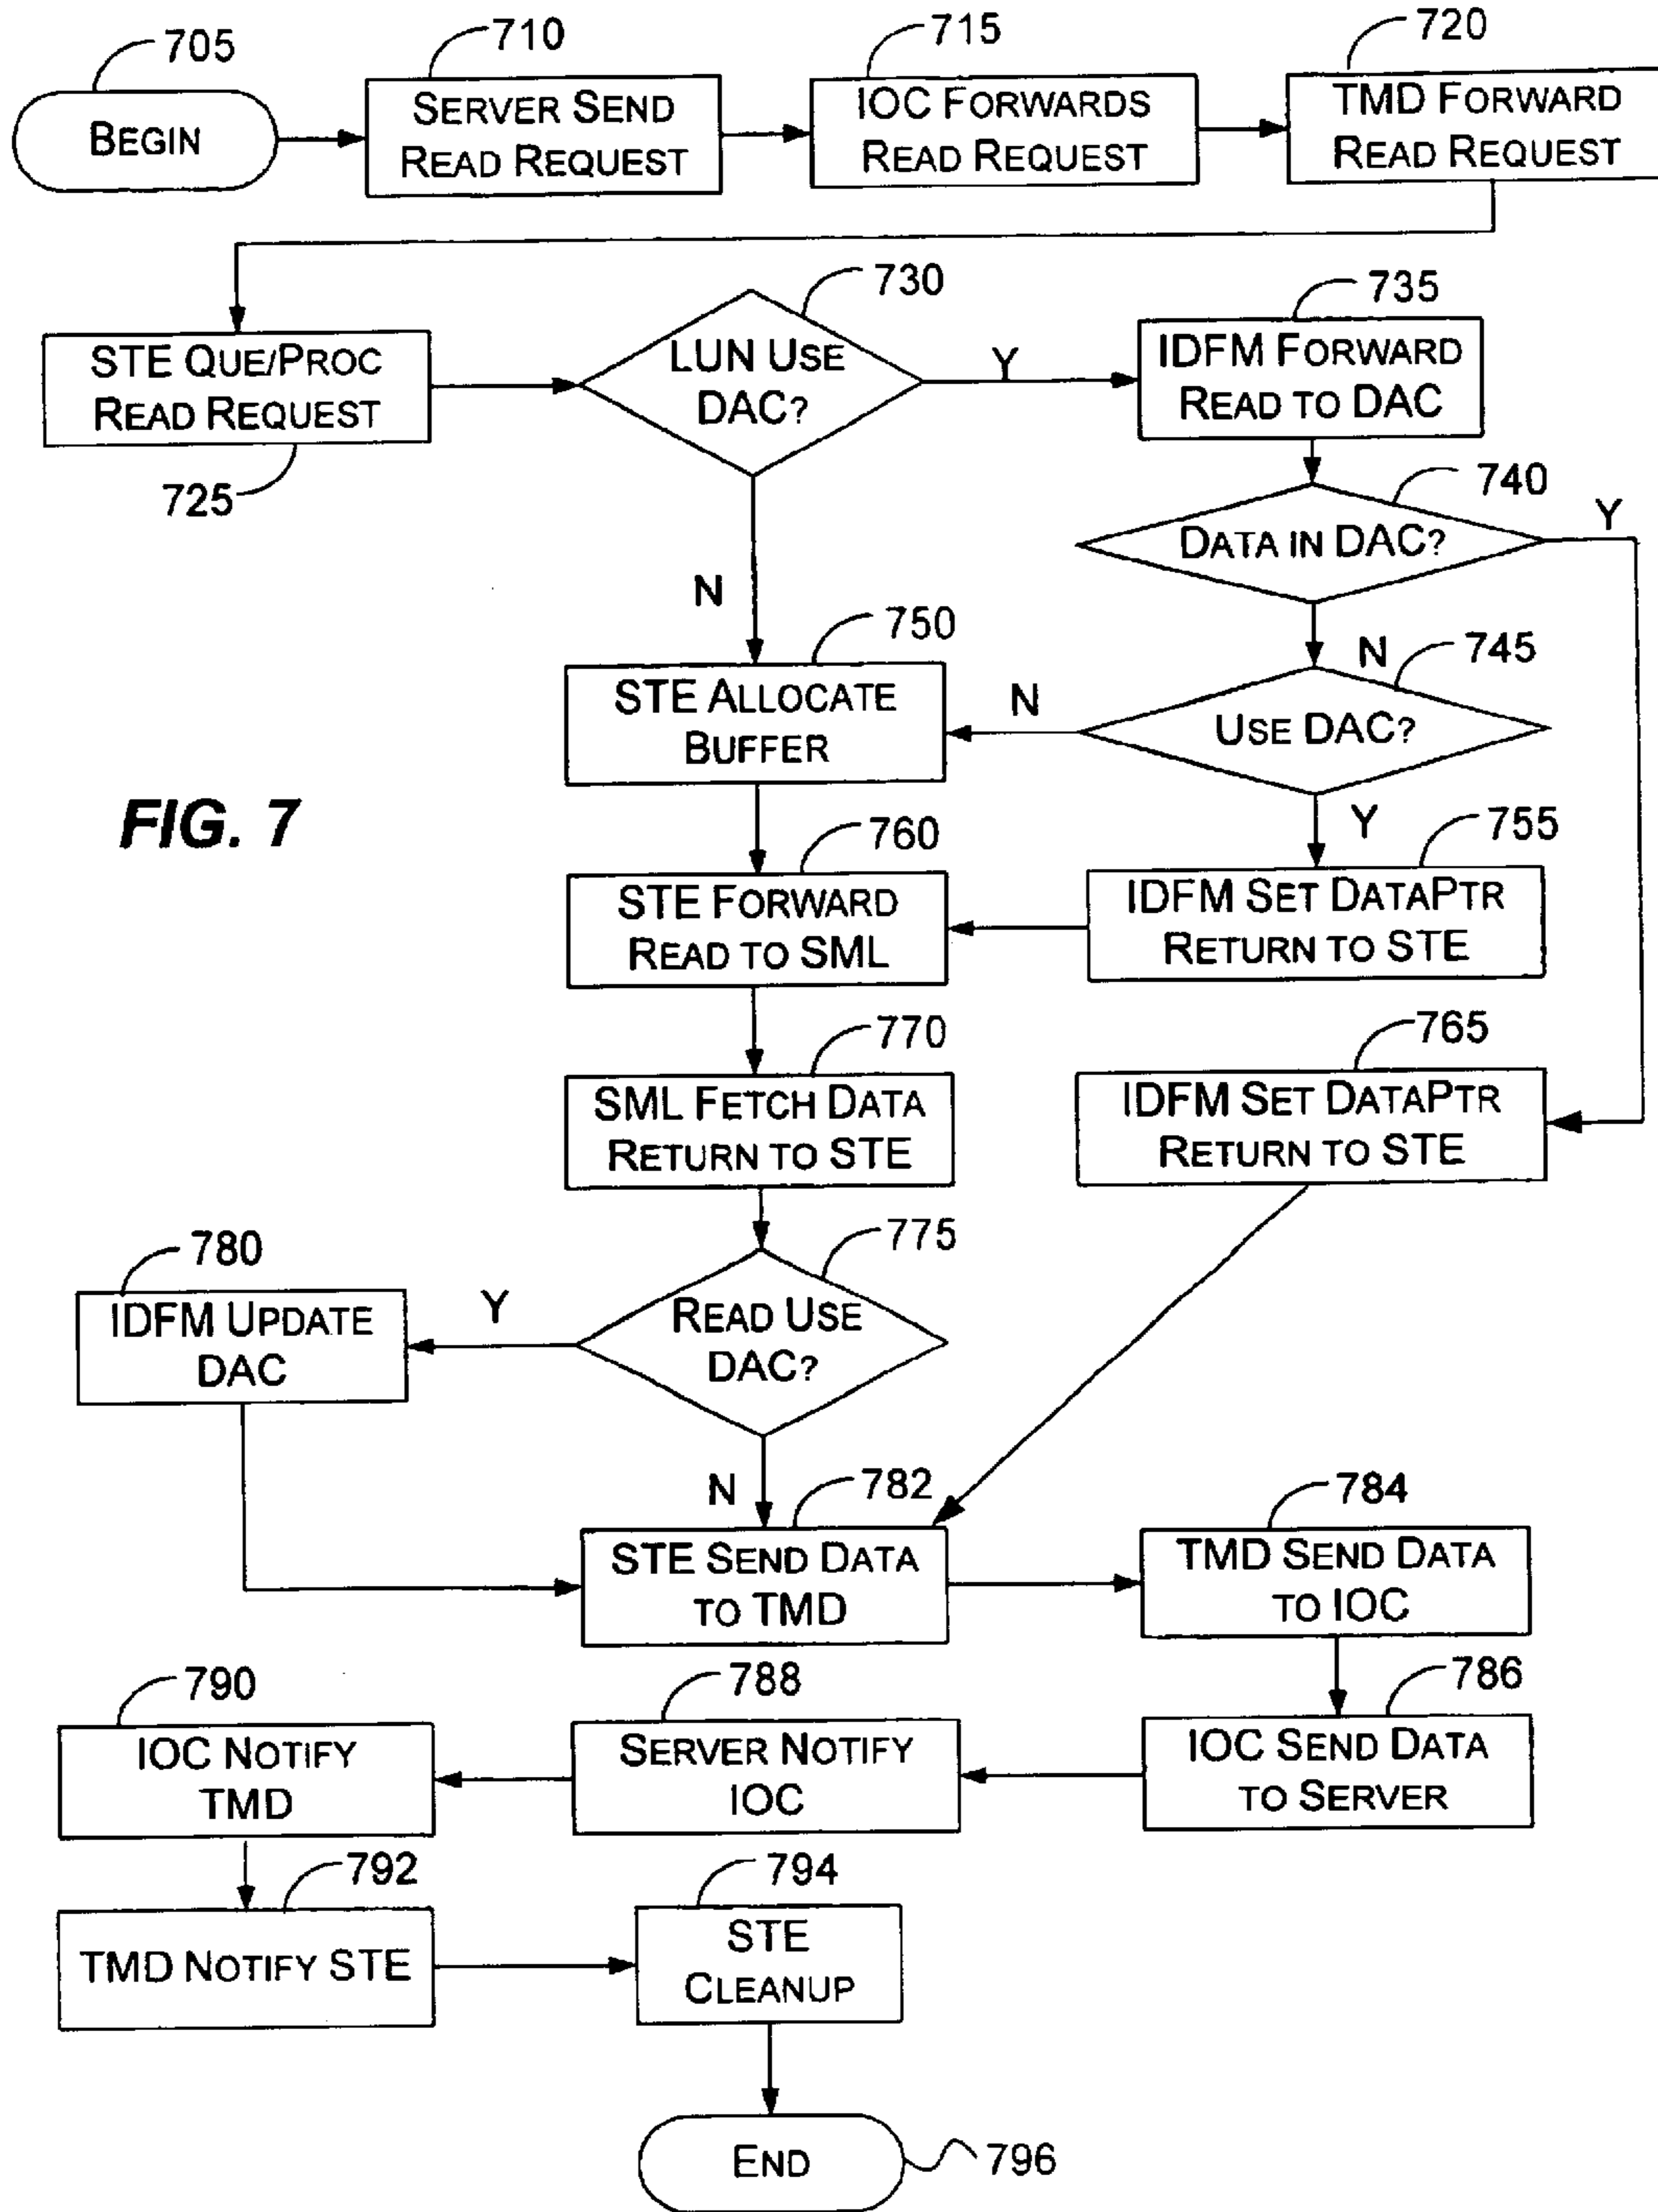 705
BEGIN
710
SERVER SEND
READ REQUEST
715
IOC FORWARDS
READ REQUEST
720
TMD FORWARD
READ REQUEST
STE QUE/PROC
READ REQUEST
725
730
LUN USE
DAC?
Y
N
735
IDFM FORWARD
READ TO DAC
740
DATA IN DAC?
Y
N
745
USE DAC?
N
Y
750
STE ALLOCATE
BUFFER
FIG. 7
755
IDFM SET DATAPTR
RETURN TO STE
760
STE FORWARD
READ TO SML
765
IDFM SET DATAPTR
RETURN TO STE
770
SML FETCH DATA
RETURN TO STE
775
READ USE
DAC?
Y
N
780
IDFM UPDATE
DAC
782
STE SEND DATA
TO TMD
784
TMD SEND DATA
TO IOC
786
IOC SEND DATA
TO SERVER
788
SERVER NOTIFY
IOC
790
IOC NOTIFY
TMD
792
TMD NOTIFY STE
794
STE
CLEANUP
END
796